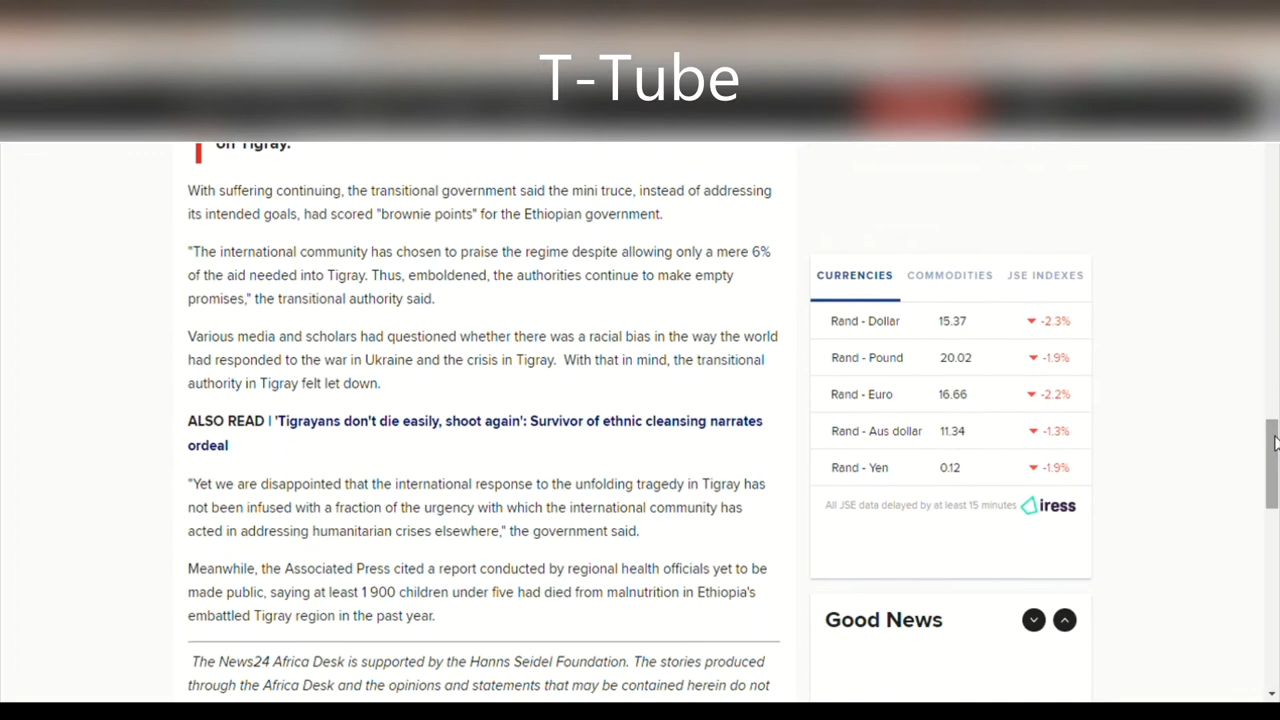 T-Tube
on Tigray.
With suffering continuing, the transitional government said the mini truce, instead of addressing
its intended goals, had scored "brownie points" for the Ethiopian government.
"The international community has chosen to praise the regime despite allowing only a mere 6%
of the aid needed into Tigray. Thus, emboldened, the authorities continue to make empty
promises," the transitional authority said.
Various media and scholars had questioned whether there was a racial bias in the way the world
had responded to the war in Ukraine and the crisis in Tigray. With that in mind, the transitional
authority in Tigray felt let down.
ALSO READ | 'Tigrayans don't die easily, shoot again': Survivor of ethnic cleansing narrates
ordeal
"Yet we are disappointed that the international response to the unfolding tragedy in Tigray has
not been infused with a fraction of the urgency with which the international community has
acted in addressing humanitarian crises elsewhere," the government said.
Meanwhile, the Associated Press cited a report conducted by regional health officials yet to be
made public, saying at least 1 900 children under five had died from malnutrition in Ethiopia's
embattled Tigray region in the past year.
The News24 Africa Desk is supported by the Hanns Seidel Foundation. The stories produced
through the Africa Desk and the opinions and statements that may be contained herein do not
CURRENCIES COMMODITIES JSE INDEXES
Rand - Dollar 15.37 -2.3%
Rand - Pound 20.02 -1.9%
Rand - Euro 16.66 -2.2%
Rand - Aus dollar 11.34 -1.3%
Rand - Yen 0.12 -1.9%
All JSE data delayed by at least 15 minutes iress
Good News